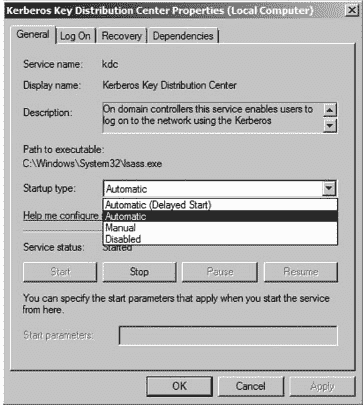 Kerberos Key Distribution Center Properties (Local Computer)
General Log On Recovery Dependencies
Service name: kdc
Display name: Kerberos Key Distribution Center
Description: On domain controllers this service enables users to
log on to the network using the Kerberos
Path to executable:
C:\Windows\System32\lsass.exe
Startup type: Automatic
Automatic (Delayed Start)
Help me configure Automatic
Manual
Disabled
Service status: Started
Start Stop Pause Resume
You can specify the start parameters that apply when you start the service
from here.
Start parameters:
OK Cancel Apply